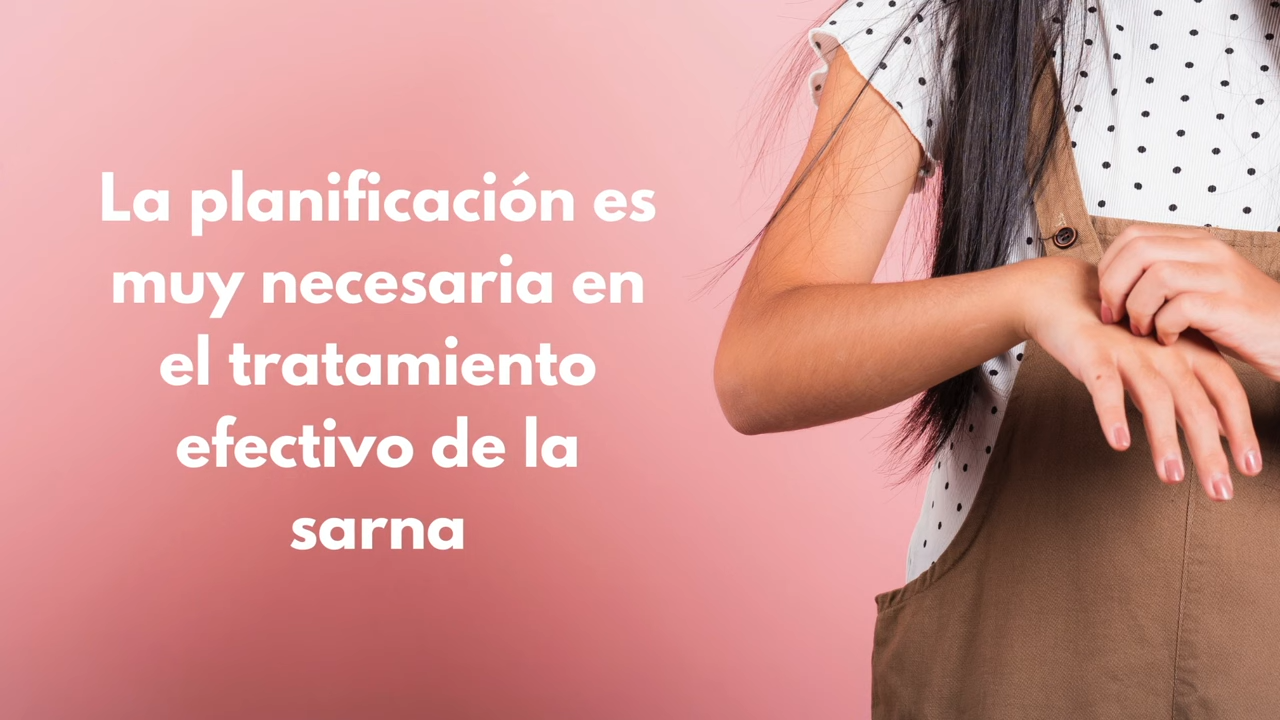 La planificación es
muy necesaria en
el tratamiento
efectivo de la
sarna